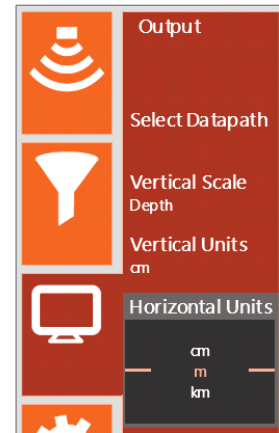 Output
Select Datapath
Vertical Scale
Depth
Vertical Units
cm
Horizontal Units
cm
m
km